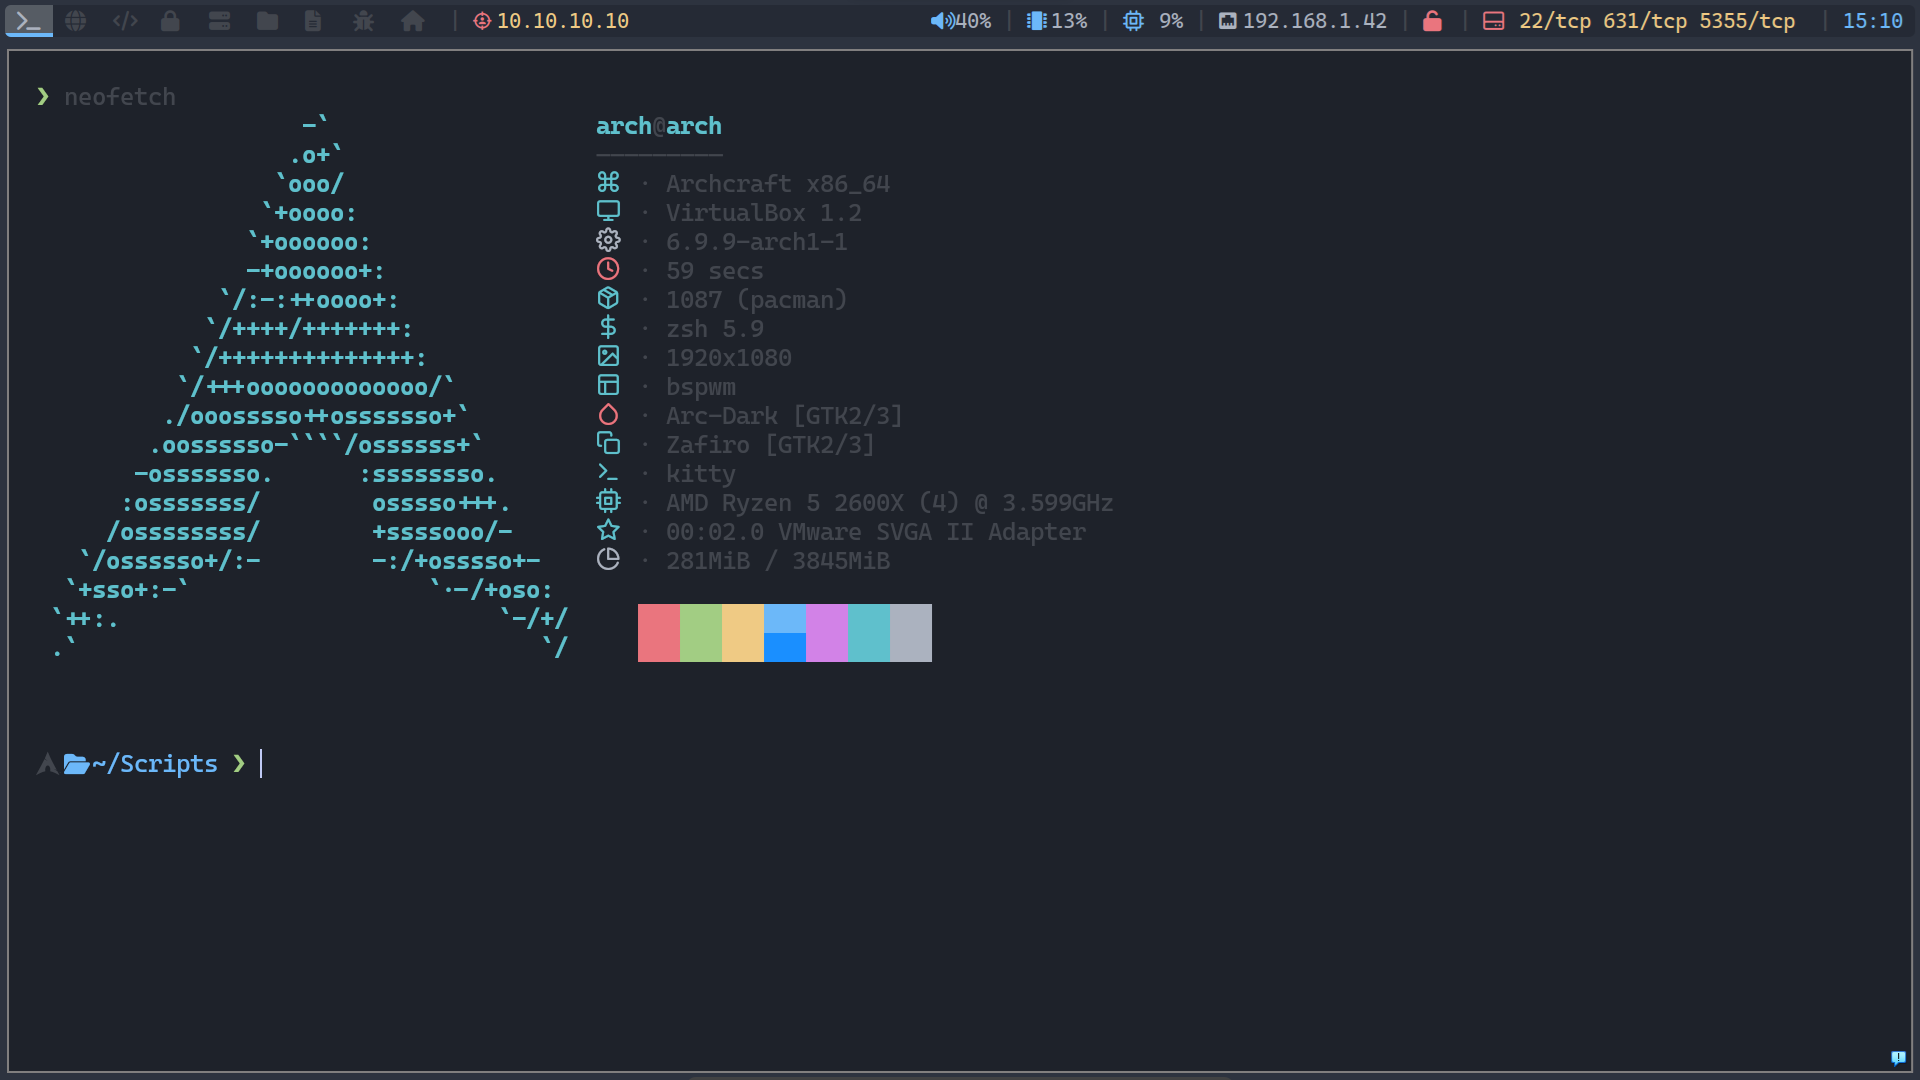 10.10.10.10 40% 13% 9% 192.168.1.42 22/tcp 631/tcp 5355/tcp 15:10
❯ neofetch
-`
.o+`
`ooo/
`+oooo:
`+oooooo:
-+oooooo+:
`/:-:++oooo+:
`/++++/+++++++:
`/++++++++++++++:
`/+++ooooooooooooo/`
./ooosssso++osssssso+`
.oossssso-````/ossssss+`
-osssssso. :ssssssso.
:osssssss/ osssso+++.
/ossssssss/ +ssssooo/-
`/ossssso+/:- -:/+osssso+-
`+sso+:-` `.-/+oso:
`++:. `-/+/
.` `/
arch@arch
---------
· Archcraft x86_64
· VirtualBox 1.2
· 6.9.9-arch1-1
· 59 secs
· 1087 (pacman)
· zsh 5.9
· 1920x1080
· bspwm
· Arc-Dark [GTK2/3]
· Zafiro [GTK2/3]
· kitty
· AMD Ryzen 5 2600X (4) @ 3.599GHz
· 00:02.0 VMware SVGA II Adapter
· 281MiB / 3845MiB
~/Scripts ❯